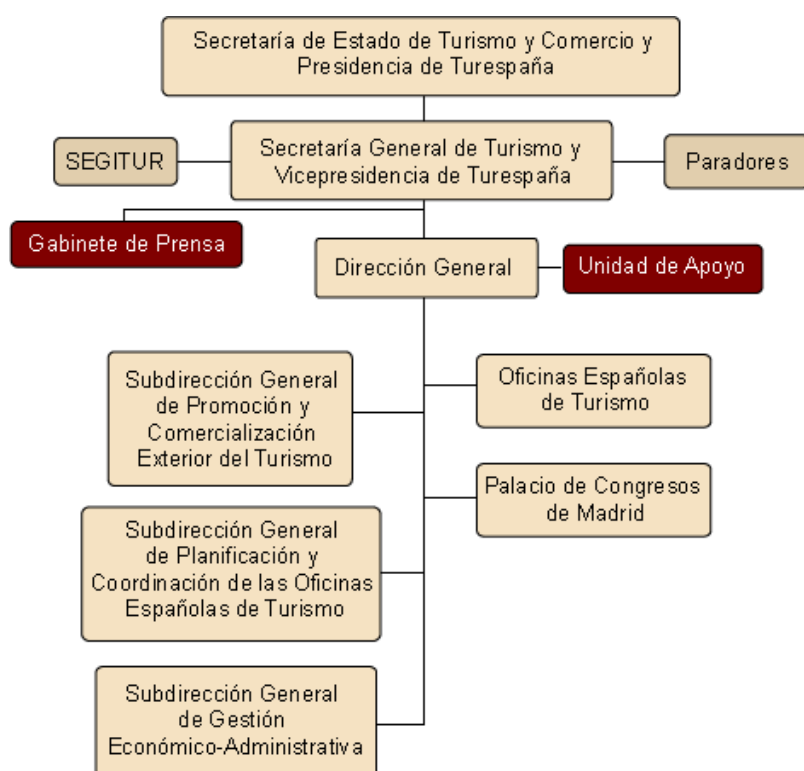 Secretaría de Estado de Turismo y Comercio y
Presidencia de Turespaña
SEGITUR
Secretaría General de Turismo y
Vicepresidencia de Turespaña
Paradores
Gabinete de Prensa
Dirección General
Unidad de Apoyo
Subdirección General
de Promoción y
Comercialización
Exterior del Turismo
Oficinas Españolas
de Turismo
Palacio de Congresos
de Madrid
Subdirección General
de Planificación y
Coordinación de las Oficinas
Españolas de Turismo
Subdirección General
de Gestión
Económico-Administrativa